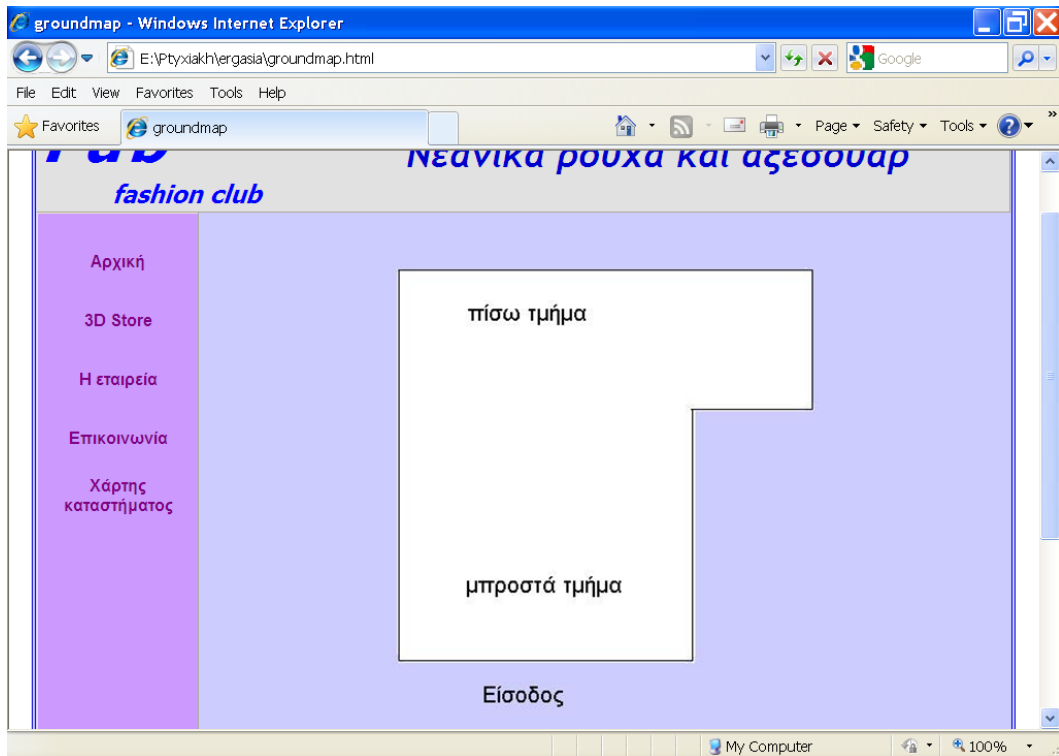 groundmap - Windows Internet Explorer
E:\Ptyxiakh\ergasia\groundmap.html
Google
File Edit View Favorites Tools Help
Favorites
groundmap
Page Safety Tools
»
Νεανικά ρούχα και αξεσουάρ
fashion club
Αρχική
3D Store
Η εταιρεία
Επικοινωνία
Χάρτης
καταστήματος
πίσω τμήμα
μπροστά τμήμα
Είσοδος
My Computer
100%